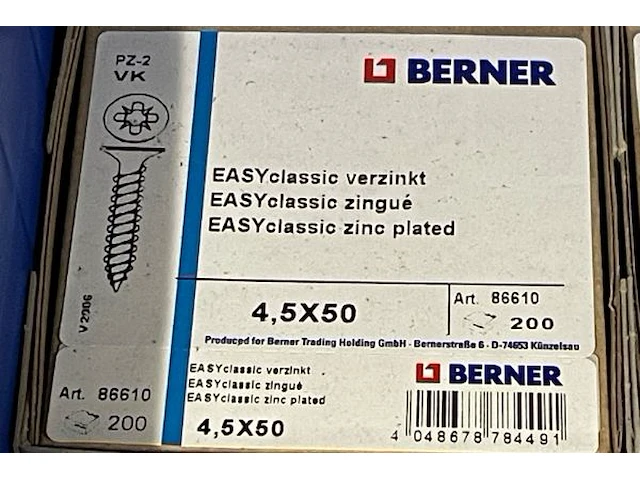 PZ-2
VK
BERNER
EASYclassic verzinkt
EASYclassic zingué
EASYclassic zinc plated
V2906
4,5X50
Art. 86610
200
Produced for Berner Trading Holding GmbH · Bernerstraße 6 · D-74653 Künzelsau
EASYclassic verzinkt
EASYclassic zingué
EASYclassic zinc plated
BERNER
Art. 86610
200
4,5X50
4 048678 784491